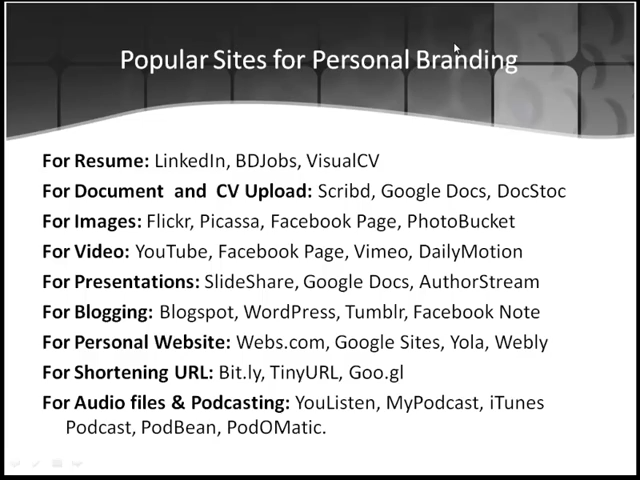 Popular Sites for Personal Branding
For Resume: LinkedIn, BDJobs, VisualCV
For Document and CV Upload: Scribd, Google Docs, DocStoc
For Images: Flickr, Picassa, Facebook Page, PhotoBucket
For Video: YouTube, Facebook Page, Vimeo, DailyMotion
For Presentations: SlideShare, Google Docs, AuthorStream
For Blogging: Blogspot, WordPress, Tumblr, Facebook Note
For Personal Website: Webs.com, Google Sites, Yola, Webly
For Shortening URL: Bit.ly, TinyURL, Goo.gl
For Audio files & Podcasting: YouListen, MyPodcast, iTunes
Podcast, PodBean, PodOMatic.